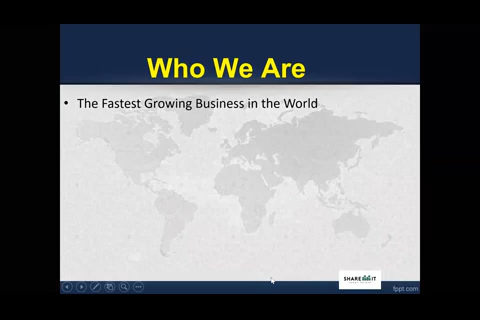 Who We Are
• The Fastest Growing Business in the World
SHARE IT
fppt.com